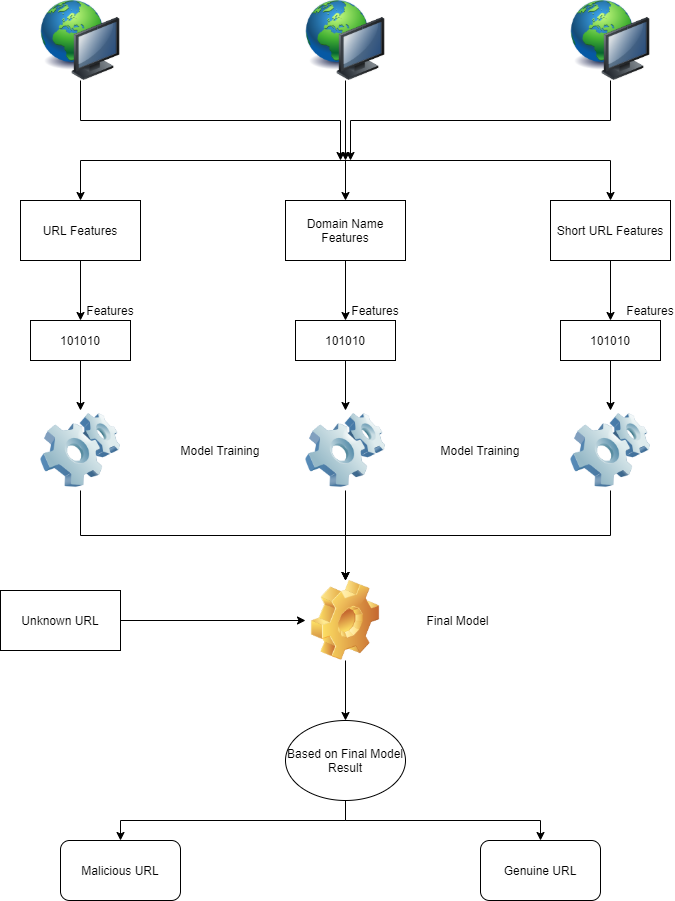 URL Features
Domain Name
Features
Short URL Features
Features
Features
Features
101010
101010
101010
Model Training
Model Training
Unknown URL
Final Model
Based on Final Model
Result
Malicious URL
Genuine URL